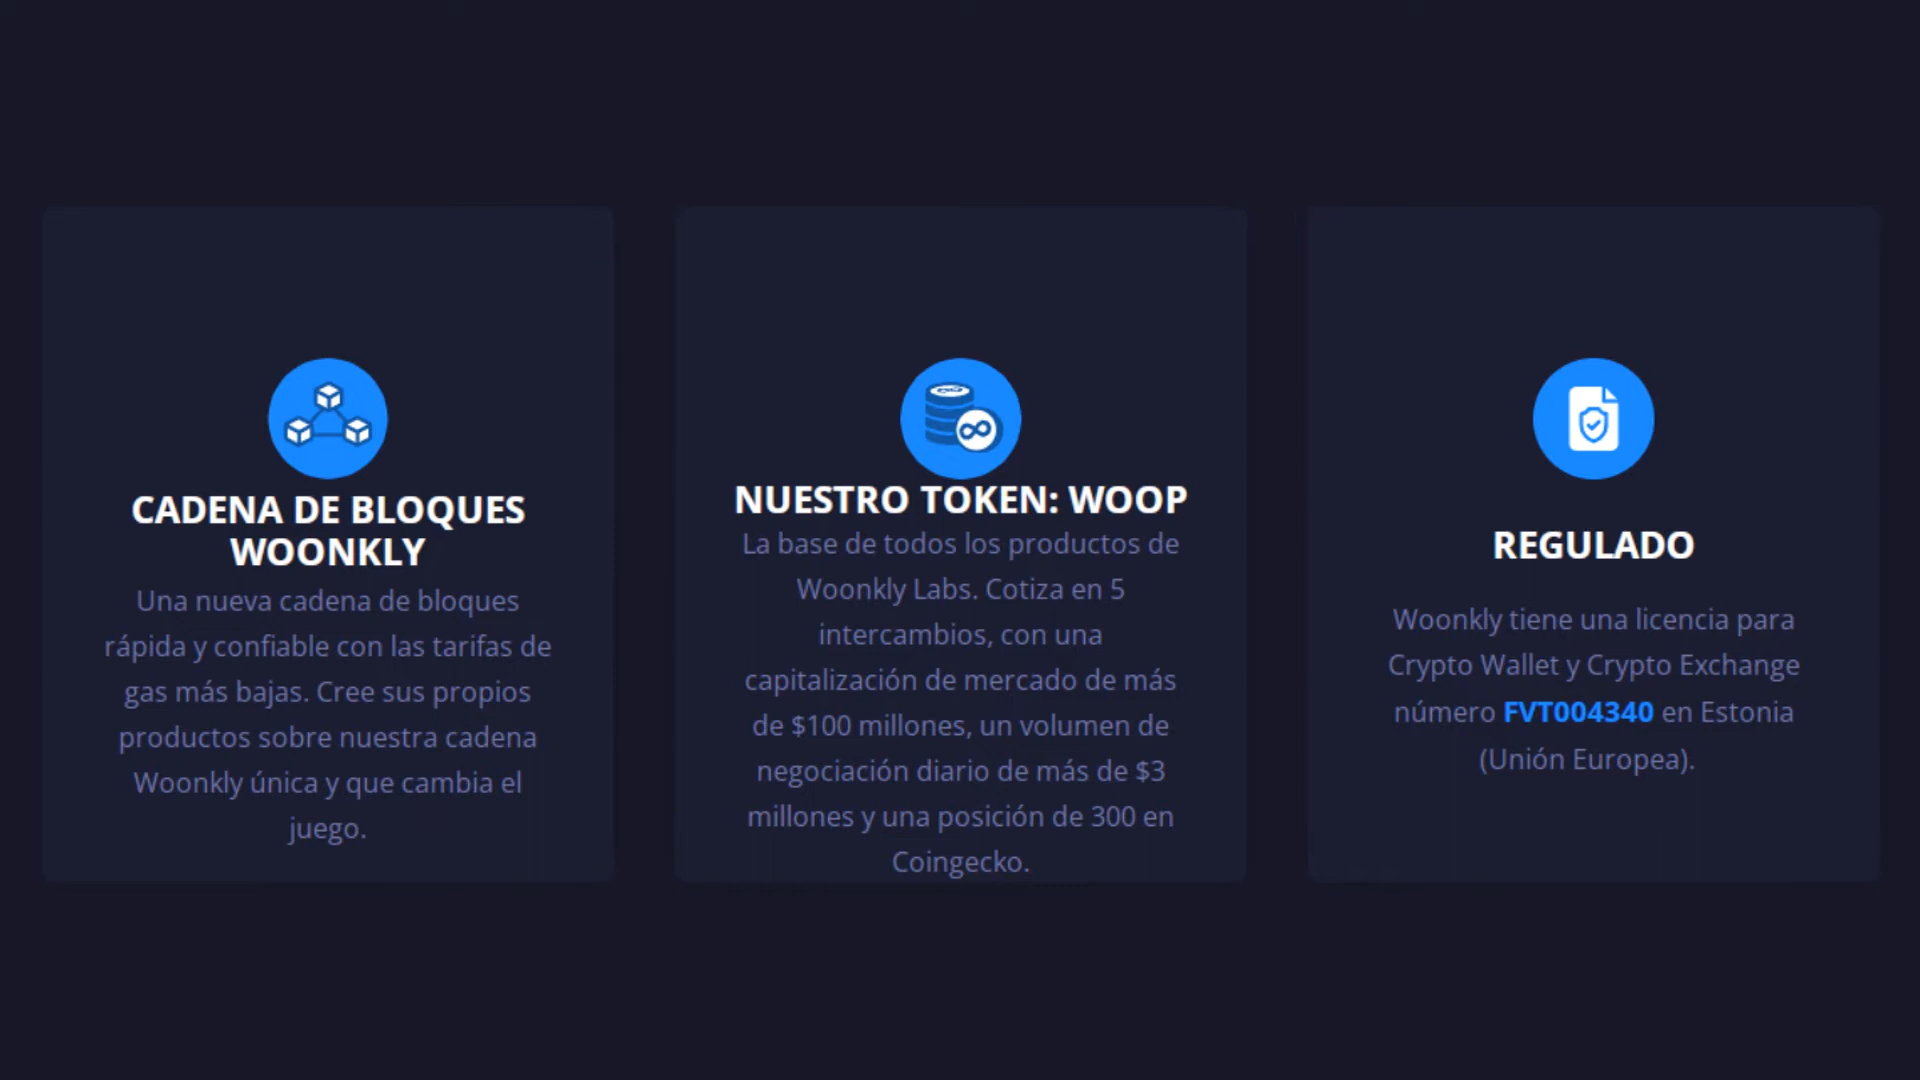 CADENA DE BLOQUES
WOONKLY
Una nueva cadena de bloques
rápida y confiable con las tarifas de
gas más bajas. Cree sus propios
productos sobre nuestra cadena
Woonkly única y que cambia el
juego.
NUESTRO TOKEN: WOOP
La base de todos los productos de
Woonkly Labs. Cotiza en 5
intercambios, con una
capitalización de mercado de más
de $100 millones, un volumen de
negociación diario de más de $3
millones y una posición de 300 en
Coingecko.
REGULADO
Woonkly tiene una licencia para
Crypto Wallet y Crypto Exchange
número FVT004340 en Estonia
(Unión Europea).